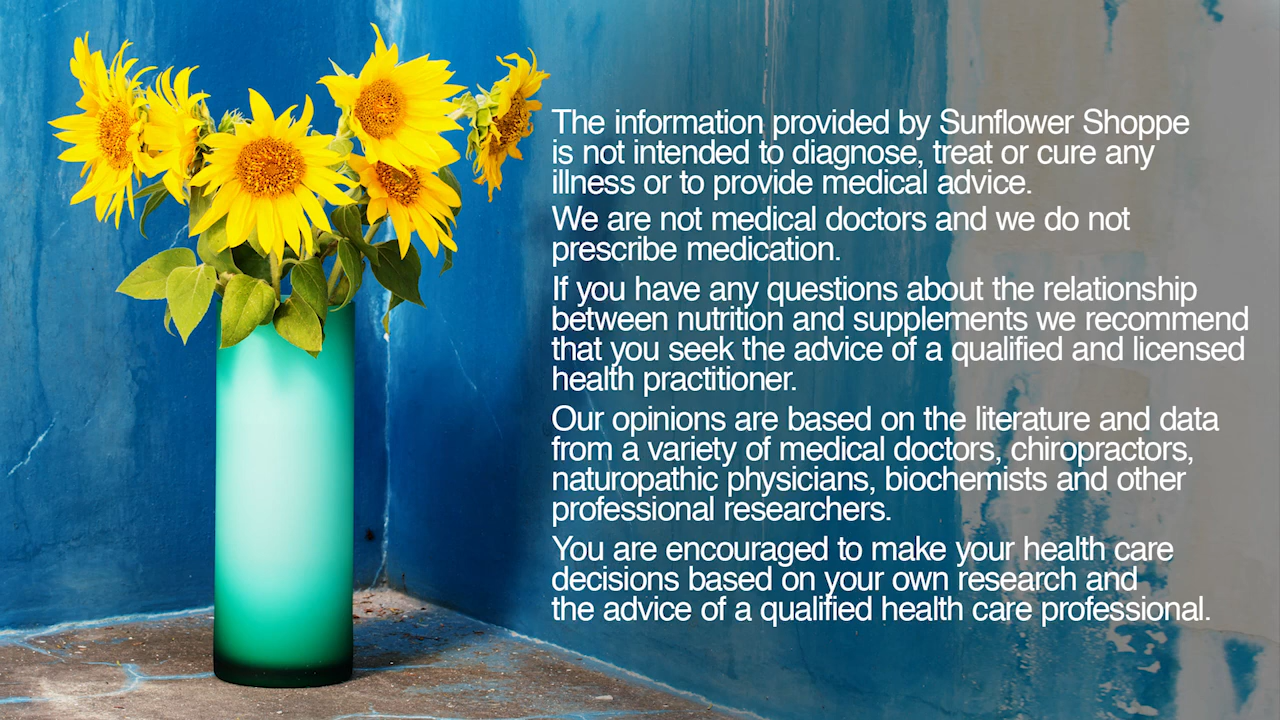 The information provided by Sunflower Shoppe
is not intended to diagnose, treat or cure any
illness or to provide medical advice.
We are not medical doctors and we do not
prescribe medication.
If you have any questions about the relationship
between nutrition and supplements we recommend
that you seek the advice of a qualified and licensed
health practitioner.
Our opinions are based on the literature and data
from a variety of medical doctors, chiropractors,
naturopathic physicians, biochemists and other
professional researchers.
You are encouraged to make your health care
decisions based on your own research and
the advice of a qualified health care professional.